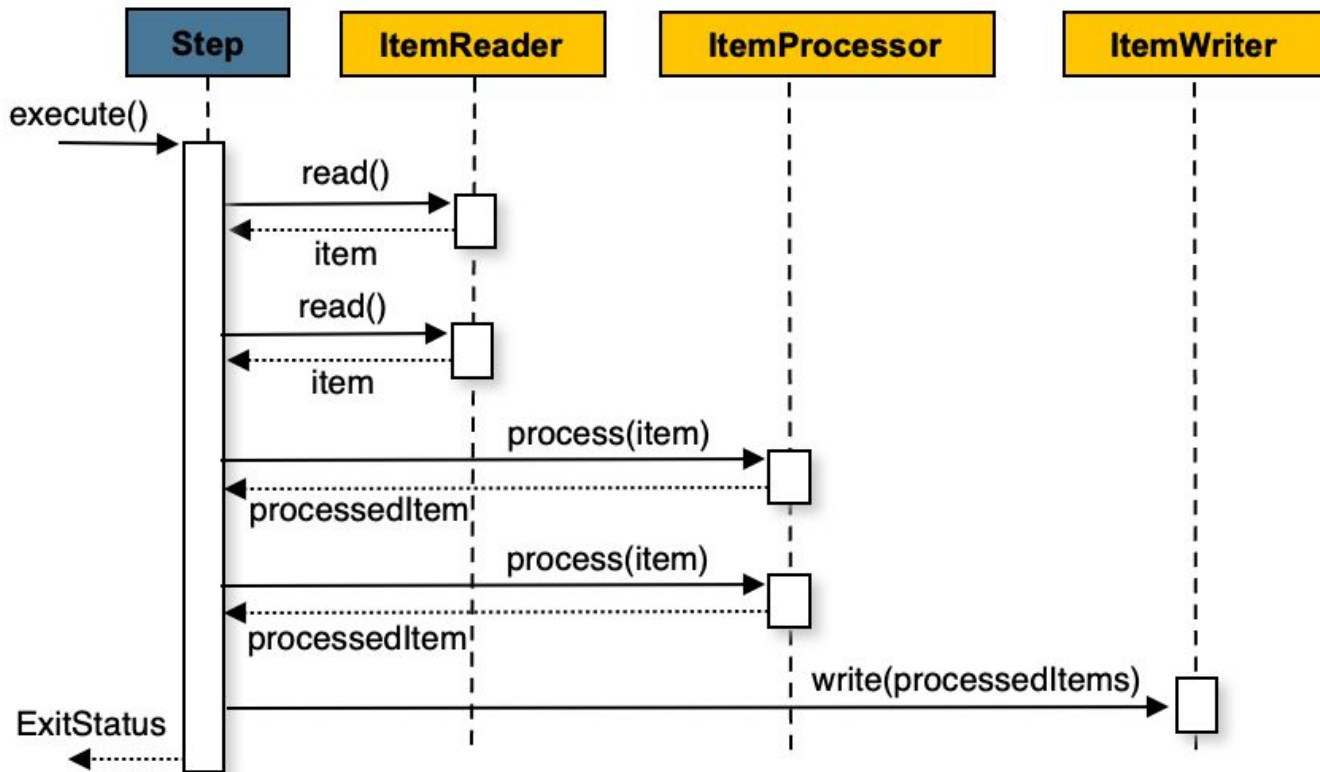 Step
ItemReader
ItemProcessor
ItemWriter
execute()
read()
item
read()
item
process(item)
processedItem
process(item)
processedItem
write(processedItems)
ExitStatus